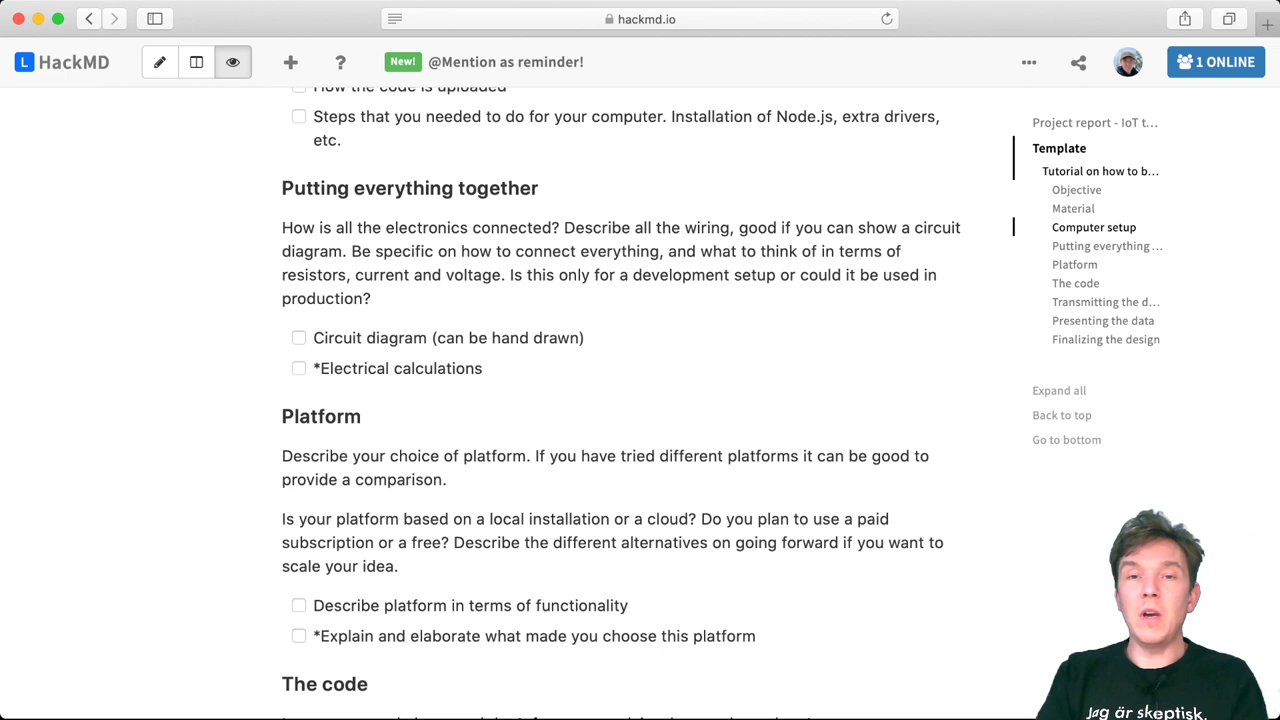 hackmd.io
HackMD
New! @Mention as reminder!
1 ONLINE
How the code is uploaded
Steps that you needed to do for your computer. Installation of Node.js, extra drivers,
etc.
Putting everything together
How is all the electronics connected? Describe all the wiring, good if you can show a circuit
diagram. Be specific on how to connect everything, and what to think of in terms of
resistors, current and voltage. Is this only for a development setup or could it be used in
production?
Circuit diagram (can be hand drawn)
*Electrical calculations
Platform
Describe your choice of platform. If you have tried different platforms it can be good to
provide a comparison.
Is your platform based on a local installation or a cloud? Do you plan to use a paid
subscription or a free? Describe the different alternatives on going forward if you want to
scale your idea.
Describe platform in terms of functionality
*Explain and elaborate what made you choose this platform
The code
Project report - IoT t…
Template
Tutorial on how to b…
Objective
Material
Computer setup
Putting everything …
Platform
The code
Transmitting the d…
Presenting the data
Finalizing the design
Expand all
Back to top
Go to bottom
Jag är skeptisk.